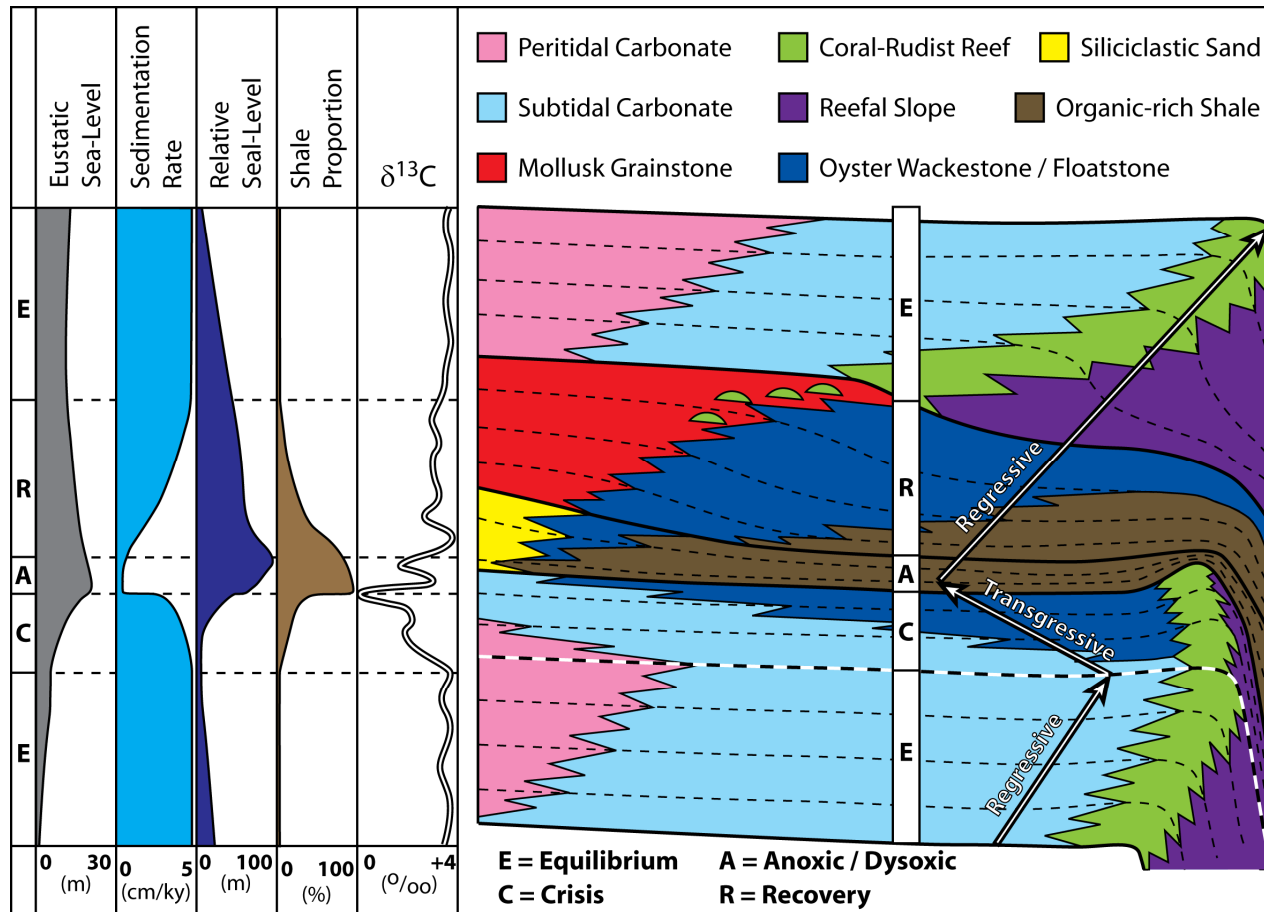 Eustatic
Sea-Level
Sedimentation
Rate
Relative
Seal-Level
Shale
Proportion
δ13C
Peritidal Carbonate
Coral-Rudist Reef
Siliciclastic Sand
Subtidal Carbonate
Reefal Slope
Organic-rich Shale
Mollusk Grainstone
Oyster Wackestone / Floatstone
E
R
A
C
E
E
R
A
C
E
Regressive
Transgressive
Regressive
0 30
(m)
0 5
(cm/ky)
0 100
(m)
0 100
(%)
0 +4
(o/oo)
E = Equilibrium
A = Anoxic / Dysoxic
C = Crisis
R = Recovery